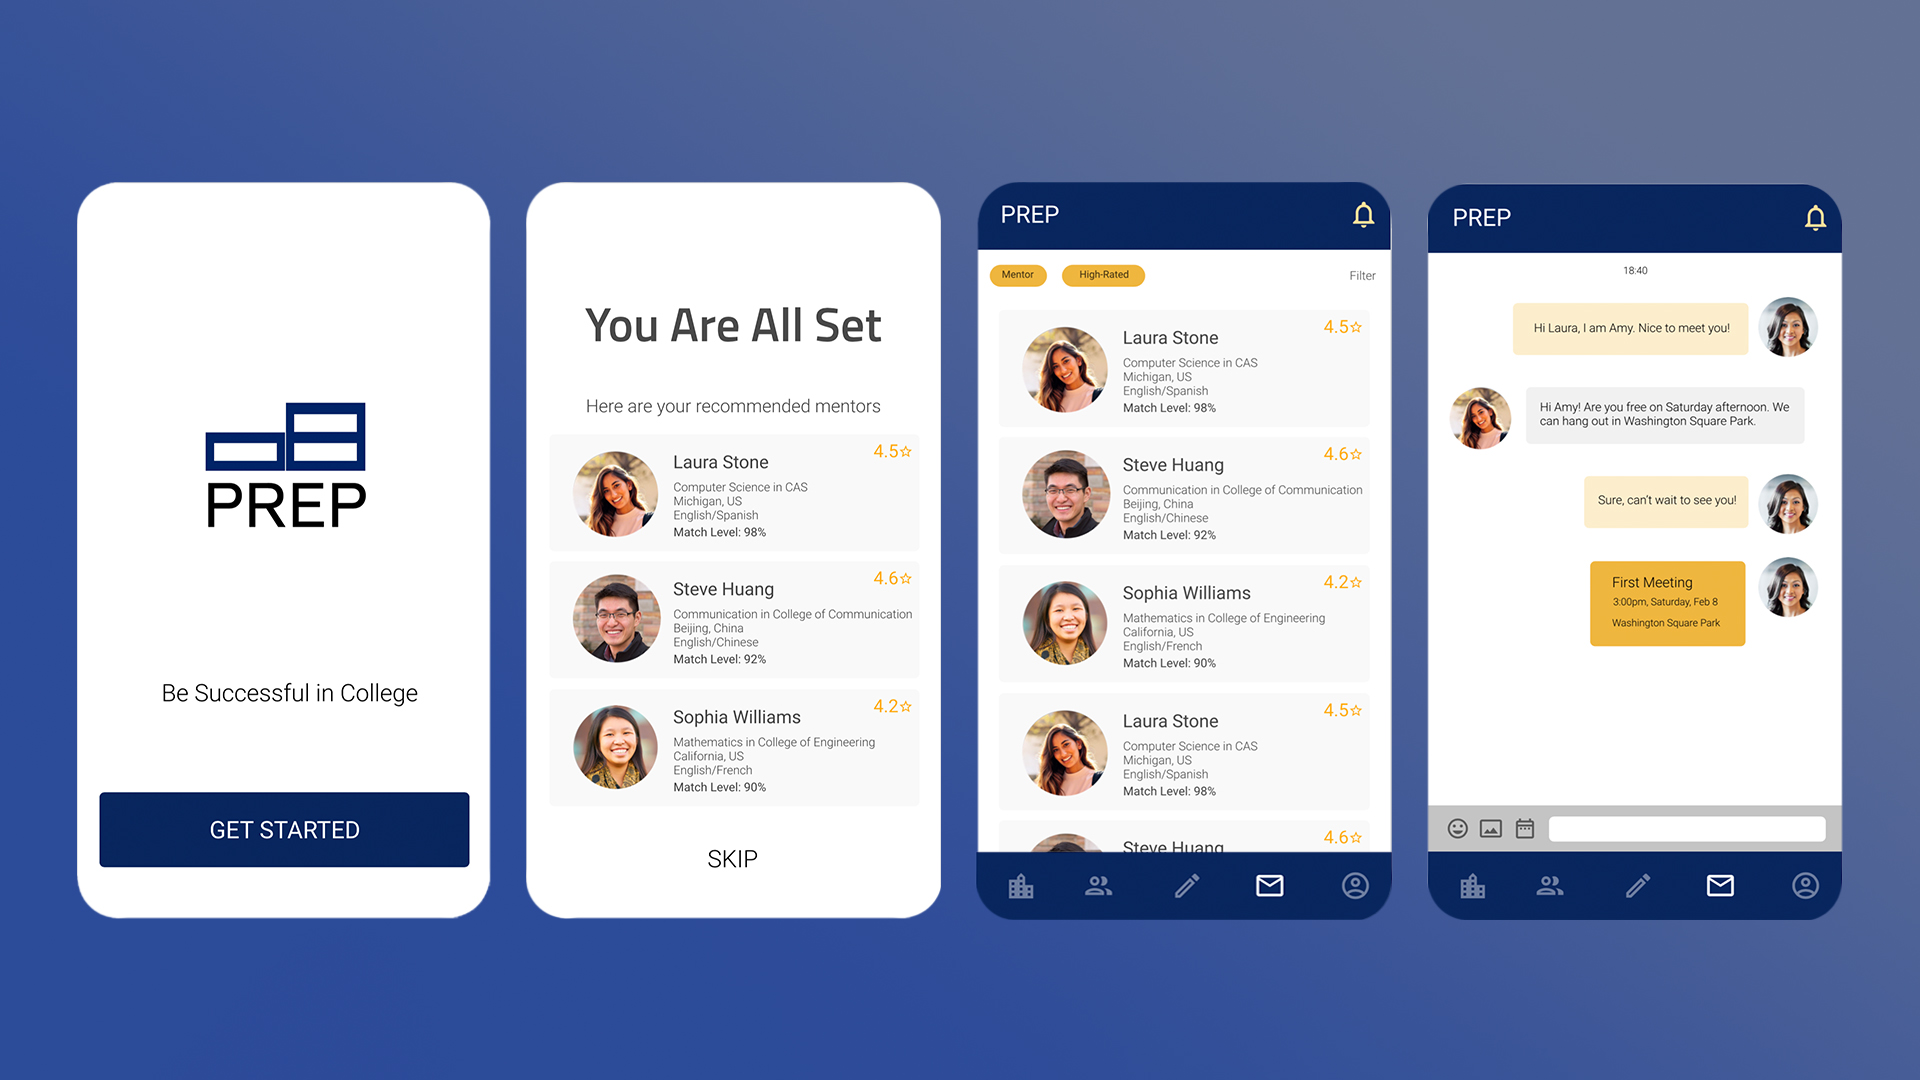 PREP
Be Successful in College
GET STARTED
You Are All Set
Here are your recommended mentors
Laura Stone
4.5
Computer Science in CAS
Michigan, US
English/Spanish
Match Level: 98%
Steve Huang
4.6
Communication in College of Communication
Beijing, China
English/Chinese
Match Level: 92%
Sophia Williams
4.2
Mathematics in College of Engineering
California, US
English/French
Match Level: 90%
SKIP
PREP
Mentor
High-Rated
Filter
Laura Stone
4.5
Computer Science in CAS
Michigan, US
English/Spanish
Match Level: 98%
Steve Huang
4.6
Communication in College of Communication
Beijing, China
English/Chinese
Match Level: 92%
Sophia Williams
4.2
Mathematics in College of Engineering
California, US
English/French
Match Level: 90%
Laura Stone
4.5
Computer Science in CAS
Michigan, US
English/Spanish
Match Level: 98%
Steve Huang
4.6
PREP
18:40
Hi Laura, I am Amy. Nice to meet you!
Hi Amy! Are you free on Saturday afternoon. We
can hang out in Washington Square Park.
Sure, can't wait to see you!
First Meeting
3:00pm, Saturday, Feb 8
Washington Square Park